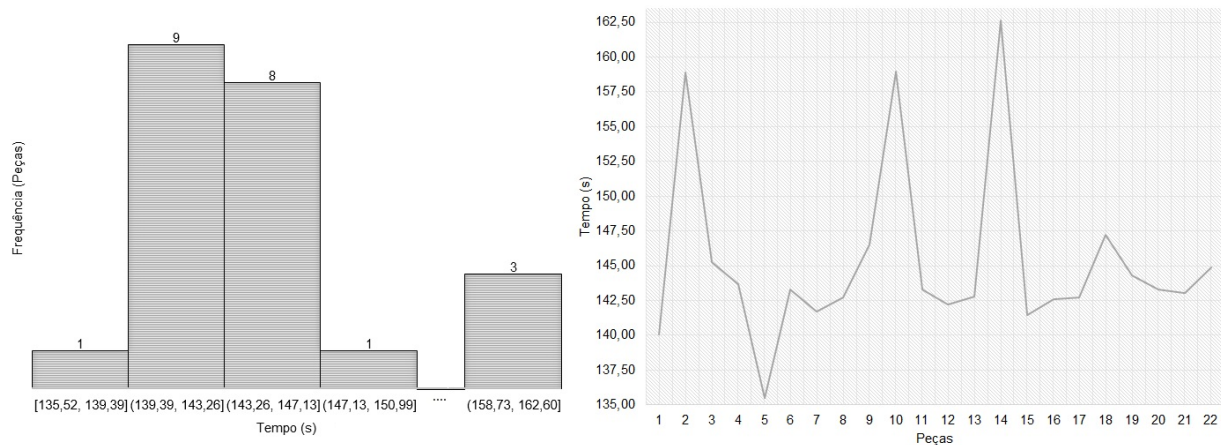 9
8
3
1
1
Frequência (Peças)
[135,52, 139,39] (139,39, 143,26] (143,26, 147,13] (147,13, 150,99] .... (158,73, 162,60]
Tempo (s)
162,50
160,00
157,50
155,00
152,50
150,00
147,50
145,00
142,50
140,00
137,50
135,00
Tempo (s)
1 2 3 4 5 6 7 8 9 10 11 12 13 14 15 16 17 18 19 20 21 22
Peças